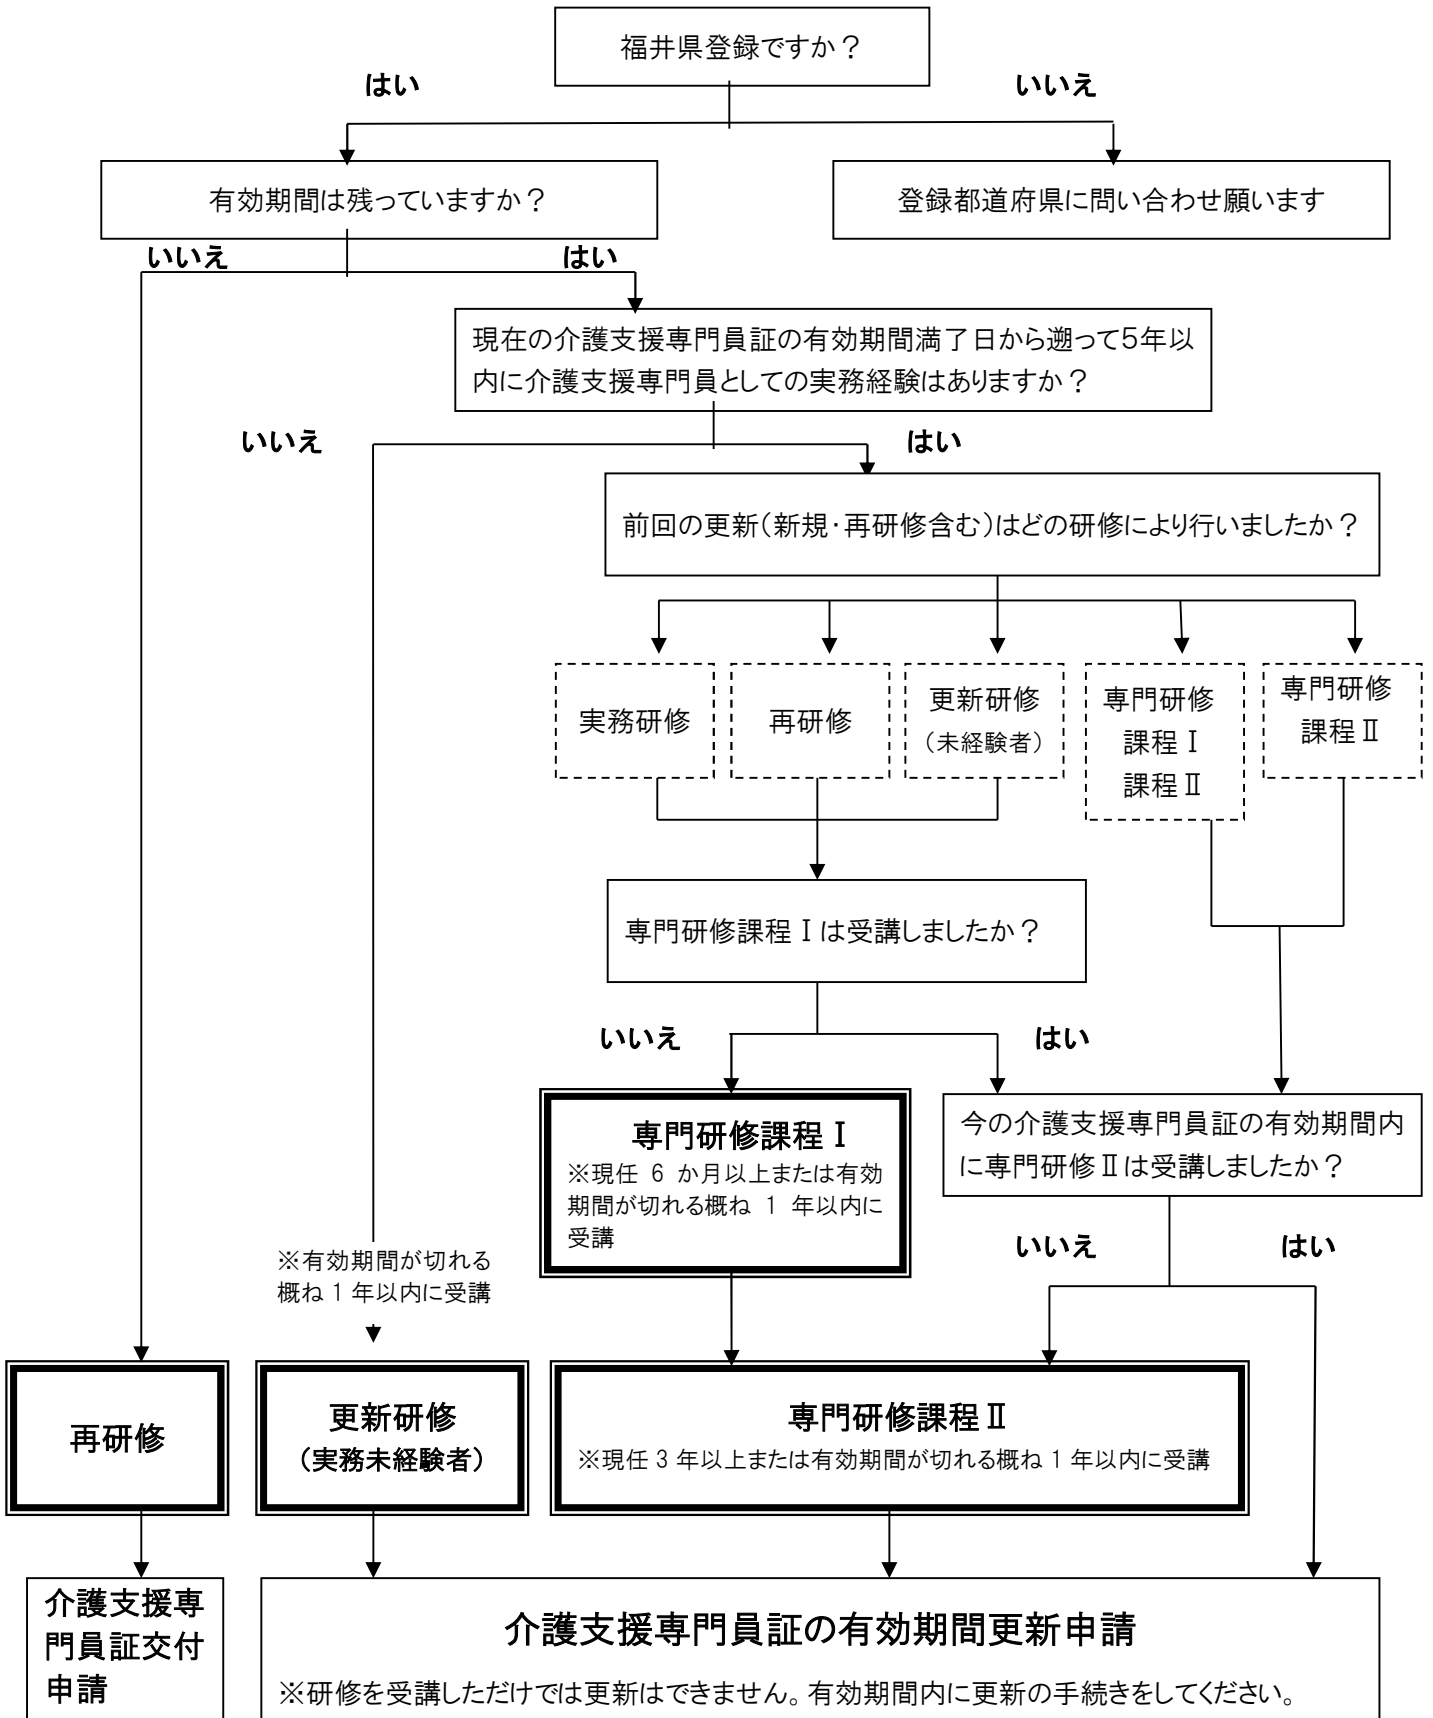 福井県登録ですか？
はい
いいえ
有効期間は残っていますか？
登録都道府県に問い合わせ願います
いいえ
はい
現在の介護支援専門員証の有効期間満了日から遡って5年以
内に介護支援専門員としての実務経験はありますか？
いいえ
はい
前回の更新（新規・再研修含む）はどの研修により行いましたか？
実務研修
再研修
更新研修
（未経験者）
専門研修
課程Ⅰ
課程Ⅱ
専門研修
課程Ⅱ
専門研修課程Ⅰは受講しましたか？
いいえ
はい
専門研修課程Ⅰ
※現任 6 か月以上または有効
期間が切れる概ね 1 年以内に
受講
今の介護支援専門員証の有効期間内
に専門研修Ⅱは受講しましたか？
いいえ
はい
※有効期間が切れる
概ね 1 年以内に受講
再研修
更新研修
（実務未経験者）
専門研修課程Ⅱ
※現任 3 年以上または有効期間が切れる概ね 1 年以内に受講
介護支援専
門員証交付
申請
介護支援専門員証の有効期間更新申請
※研修を受講しただけでは更新はできません。有効期間内に更新の手続きをしてください。